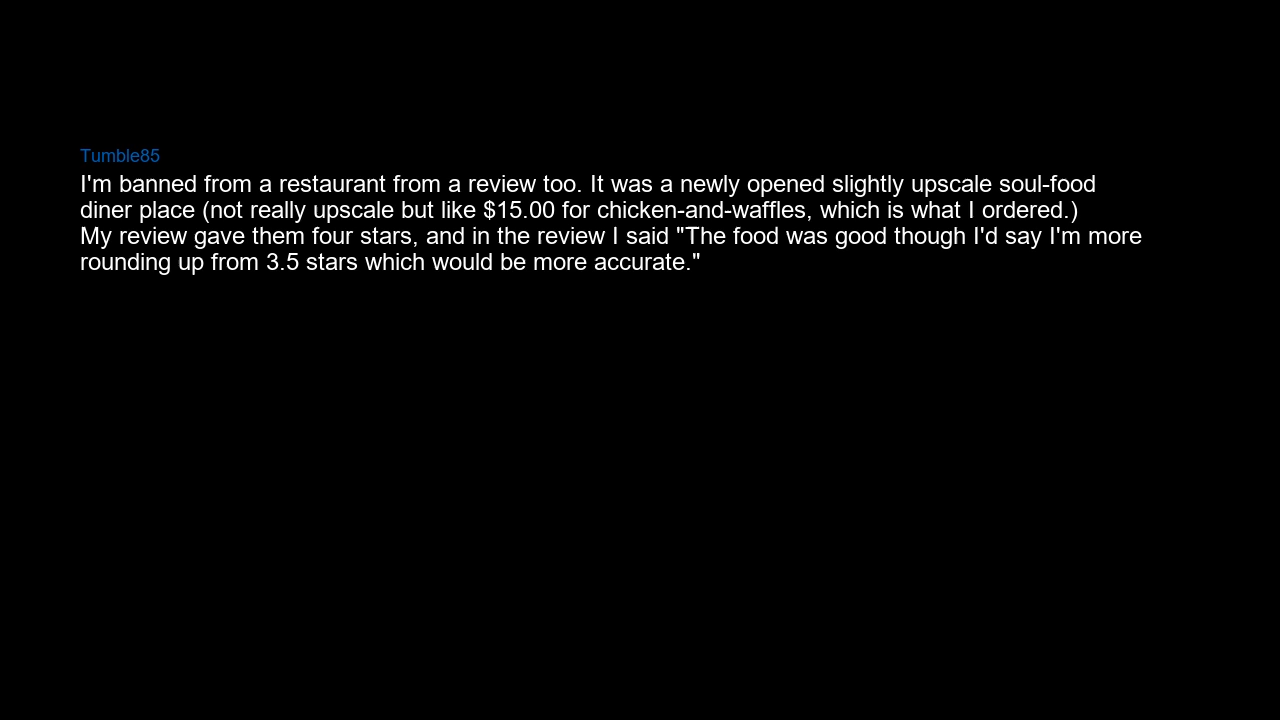 Tumble85
I'm banned from a restaurant from a review too. It was a newly opened slightly upscale soul-food
diner place (not really upscale but like $15.00 for chicken-and-waffles, which is what I ordered.)
My review gave them four stars, and in the review I said "The food was good though I'd say I'm more
rounding up from 3.5 stars which would be more accurate."